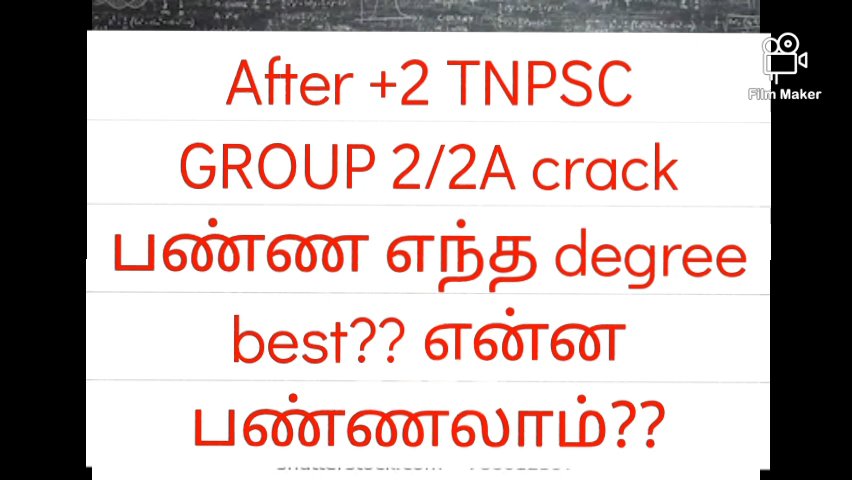 After +2 TNPSC
Film Maker
GROUP 2/2A crack
பண்ண எந்த degree
best?? என்ன
பண்ணலாம்??